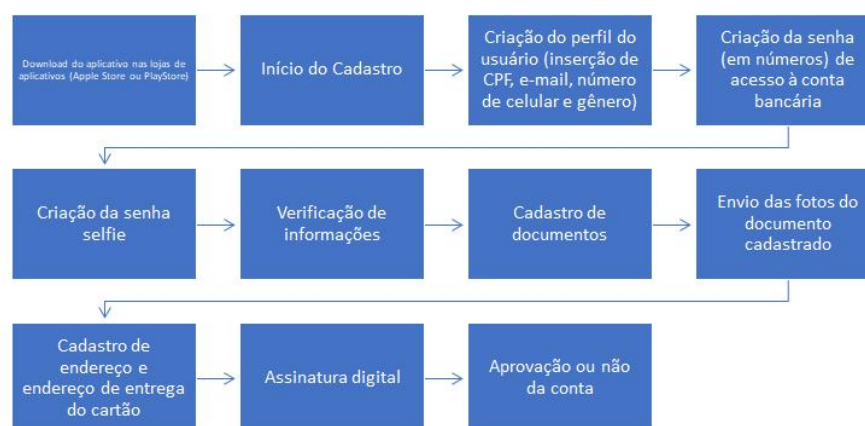 Download do aplicativo nas lojas de
aplicativos (Apple Store ou PlayStore)
Início do Cadastro
Criação do perfil do
usuário (inserção de
CPF, e-mail, número
de celular e gênero)
Criação da senha
(em números) de
acesso à conta
bancária
Criação da senha
selfie
Verificação de
informações
Cadastro de
documentos
Envio das fotos do
documento
cadastrado
Cadastro de
endereço e
endereço de entrega
do cartão
Assinatura digital
Aprovação ou não
da conta